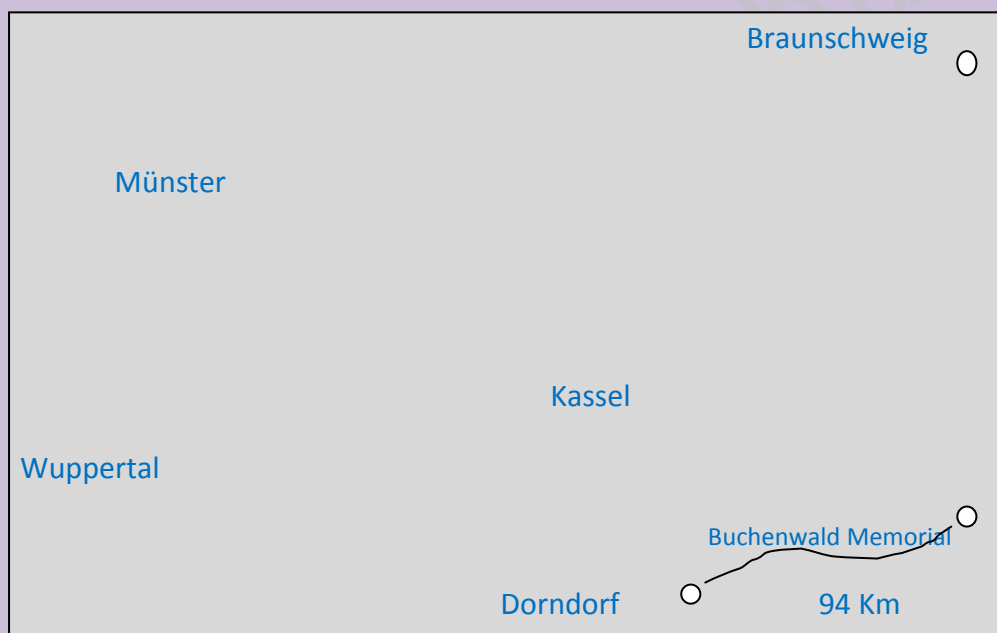 Braunschweig
Münster
Kassel
Wuppertal
Buchenwald Memorial
Dorndorf
94 Km